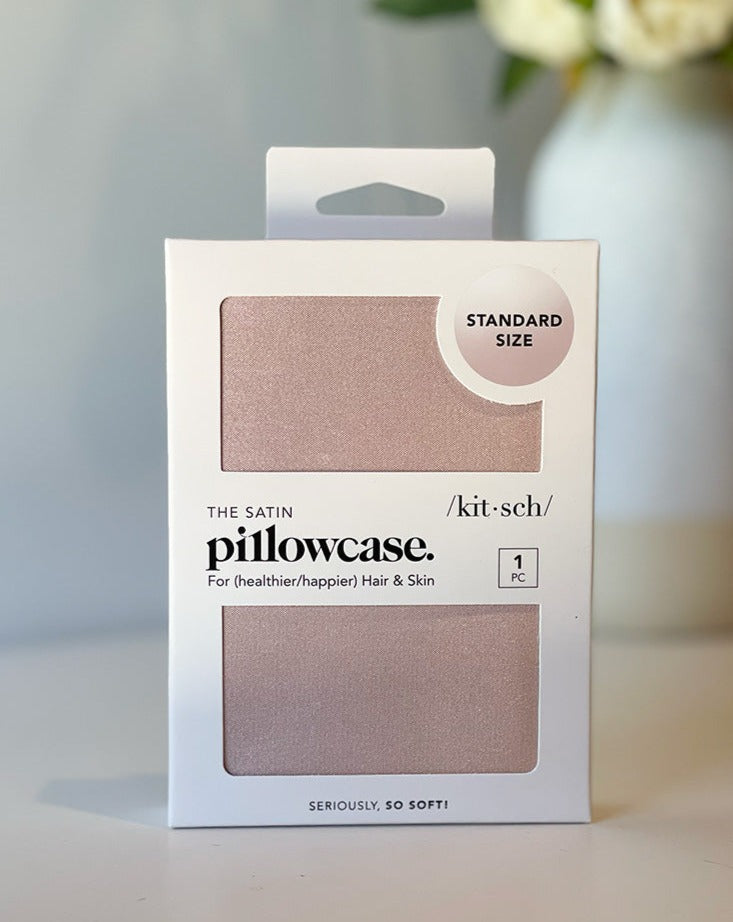 STANDARD
SIZE
THE SATIN
/kit·sch/
pillowcase.
For (healthier/happier) Hair & Skin
1
PC
SERIOUSLY, SO SOFT!